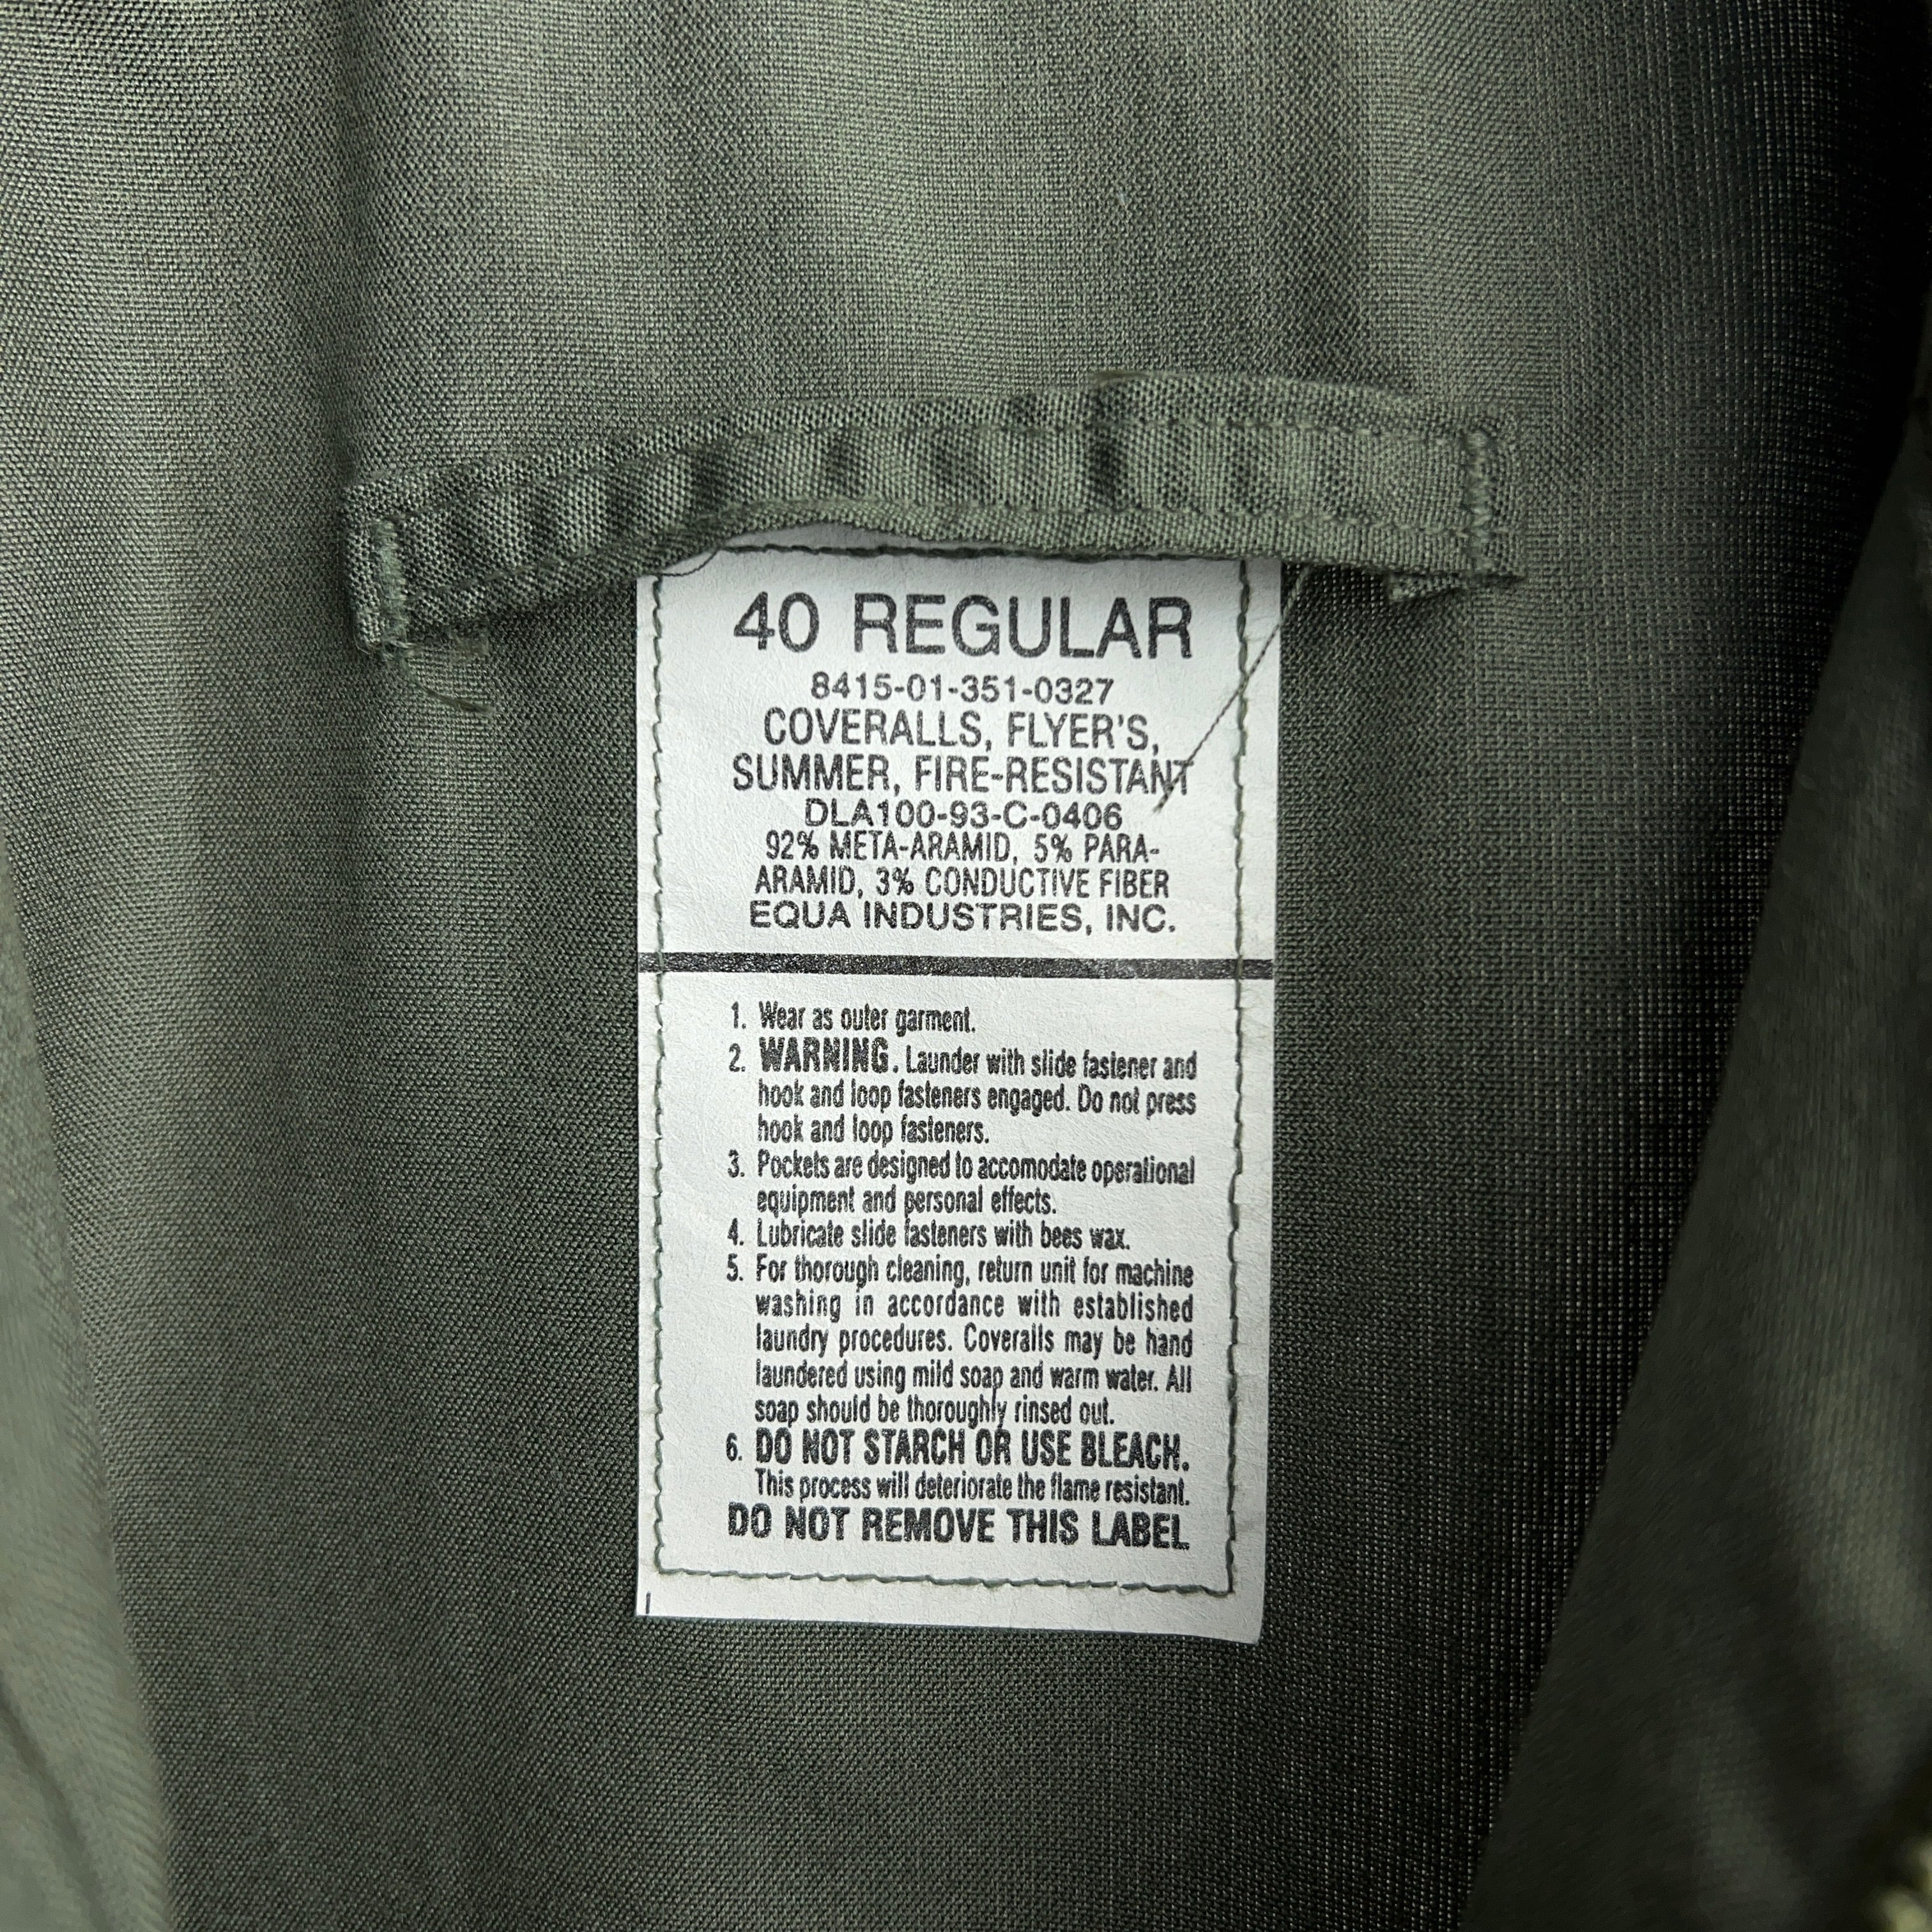 40 REGULAR
8415-01-351-0327
COVERALLS, FLYER'S,
SUMMER, FIRE-RESISTANT
DLA100-93-C-0406
92% META-ARAMID, 5% PARA-
ARAMID, 3% CONDUCTIVE FIBER
EQUA INDUSTRIES, INC.
1. Wear as outer garment.
2. WARNING. Launder with slide fastener and
hook and loop fasteners engaged. Do not press
hook and loop fasteners.
3. Pockets are designed to accomodate operational
equipment and personal effects.
4. Lubricate slide fasteners with bees wax.
5. For thorough cleaning, return unit for machine
washing in accordance with established
laundry procedures. Coveralls may be hand
laundered using mild soap and warm water. All
soap should be thoroughly rinsed out.
6. DO NOT STARCH OR USE BLEACH.
This process will deteriorate the flame resistant.
DO NOT REMOVE THIS LABEL